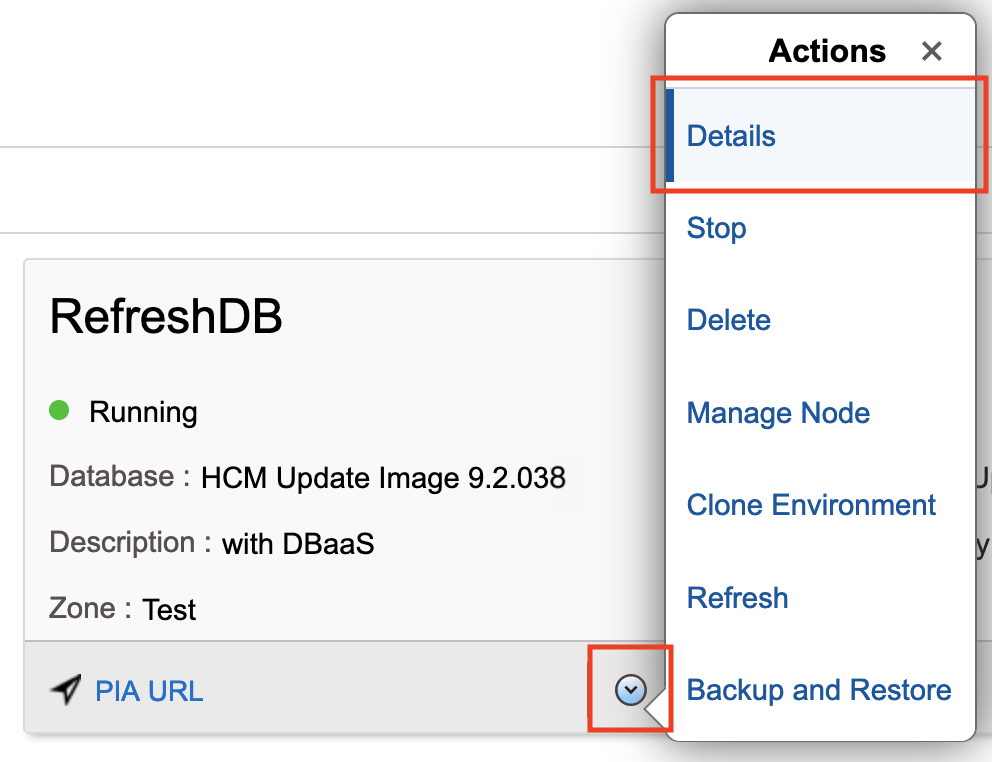 Actions
Details
Stop
Delete
Manage Node
Clone Environment
Refresh
Backup and Restore
RefreshDB
Running
Database : HCM Update Image 9.2.038
Description : with DBaaS
Zone : Test
PIA URL